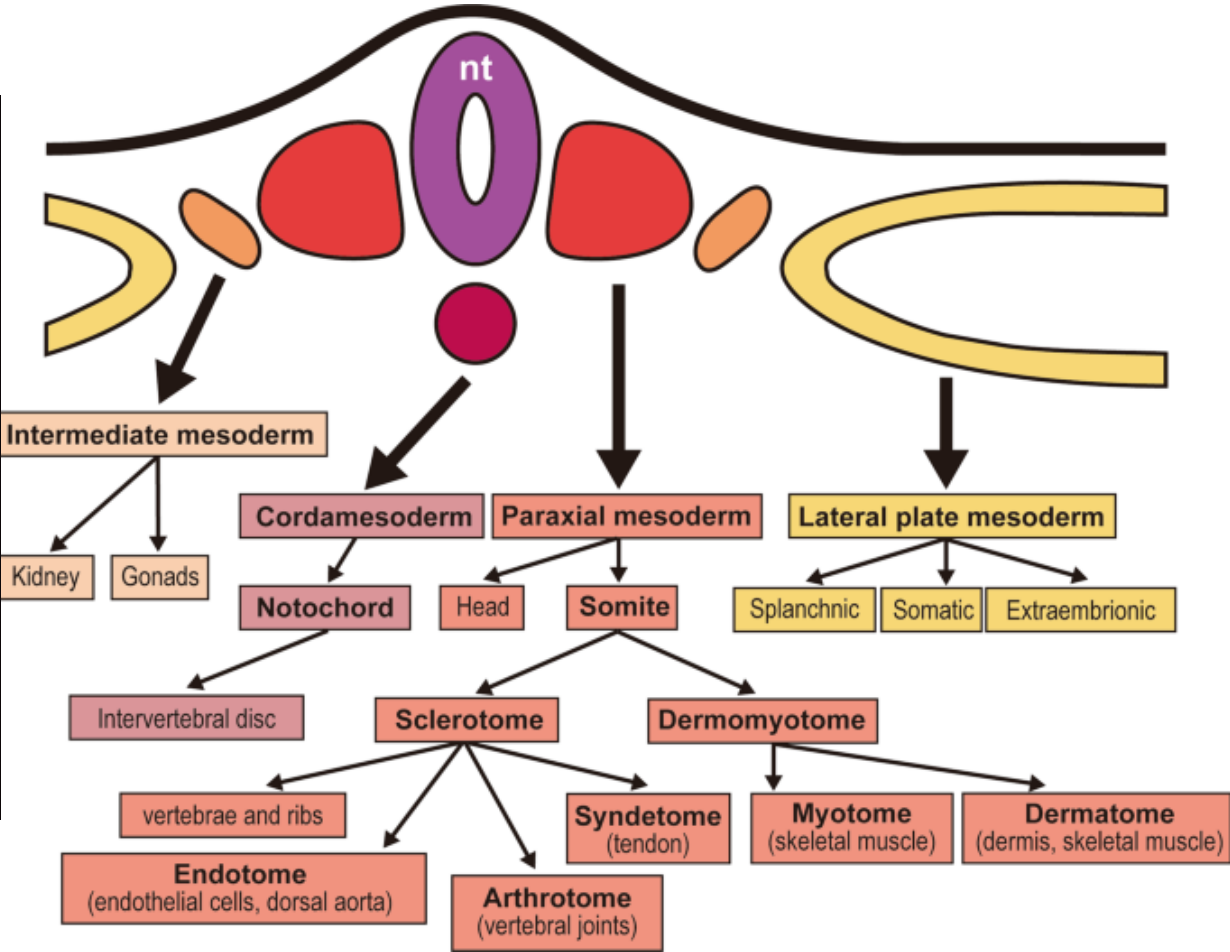 nt
Intermediate mesoderm
Cordamesoderm
Paraxial mesoderm
Lateral plate mesoderm
Kidney
Gonads
Notochord
Head
Somite
Splanchnic
Somatic
Extraembrionic
Intervertebral disc
Sclerotome
Dermomyotome
vertebrae and ribs
Syndetome
(tendon)
Myotome
(skeletal muscle)
Dermatome
(dermis, skeletal muscle)
Endotome
(endothelial cells, dorsal aorta)
Arthrotome
(vertebral joints)